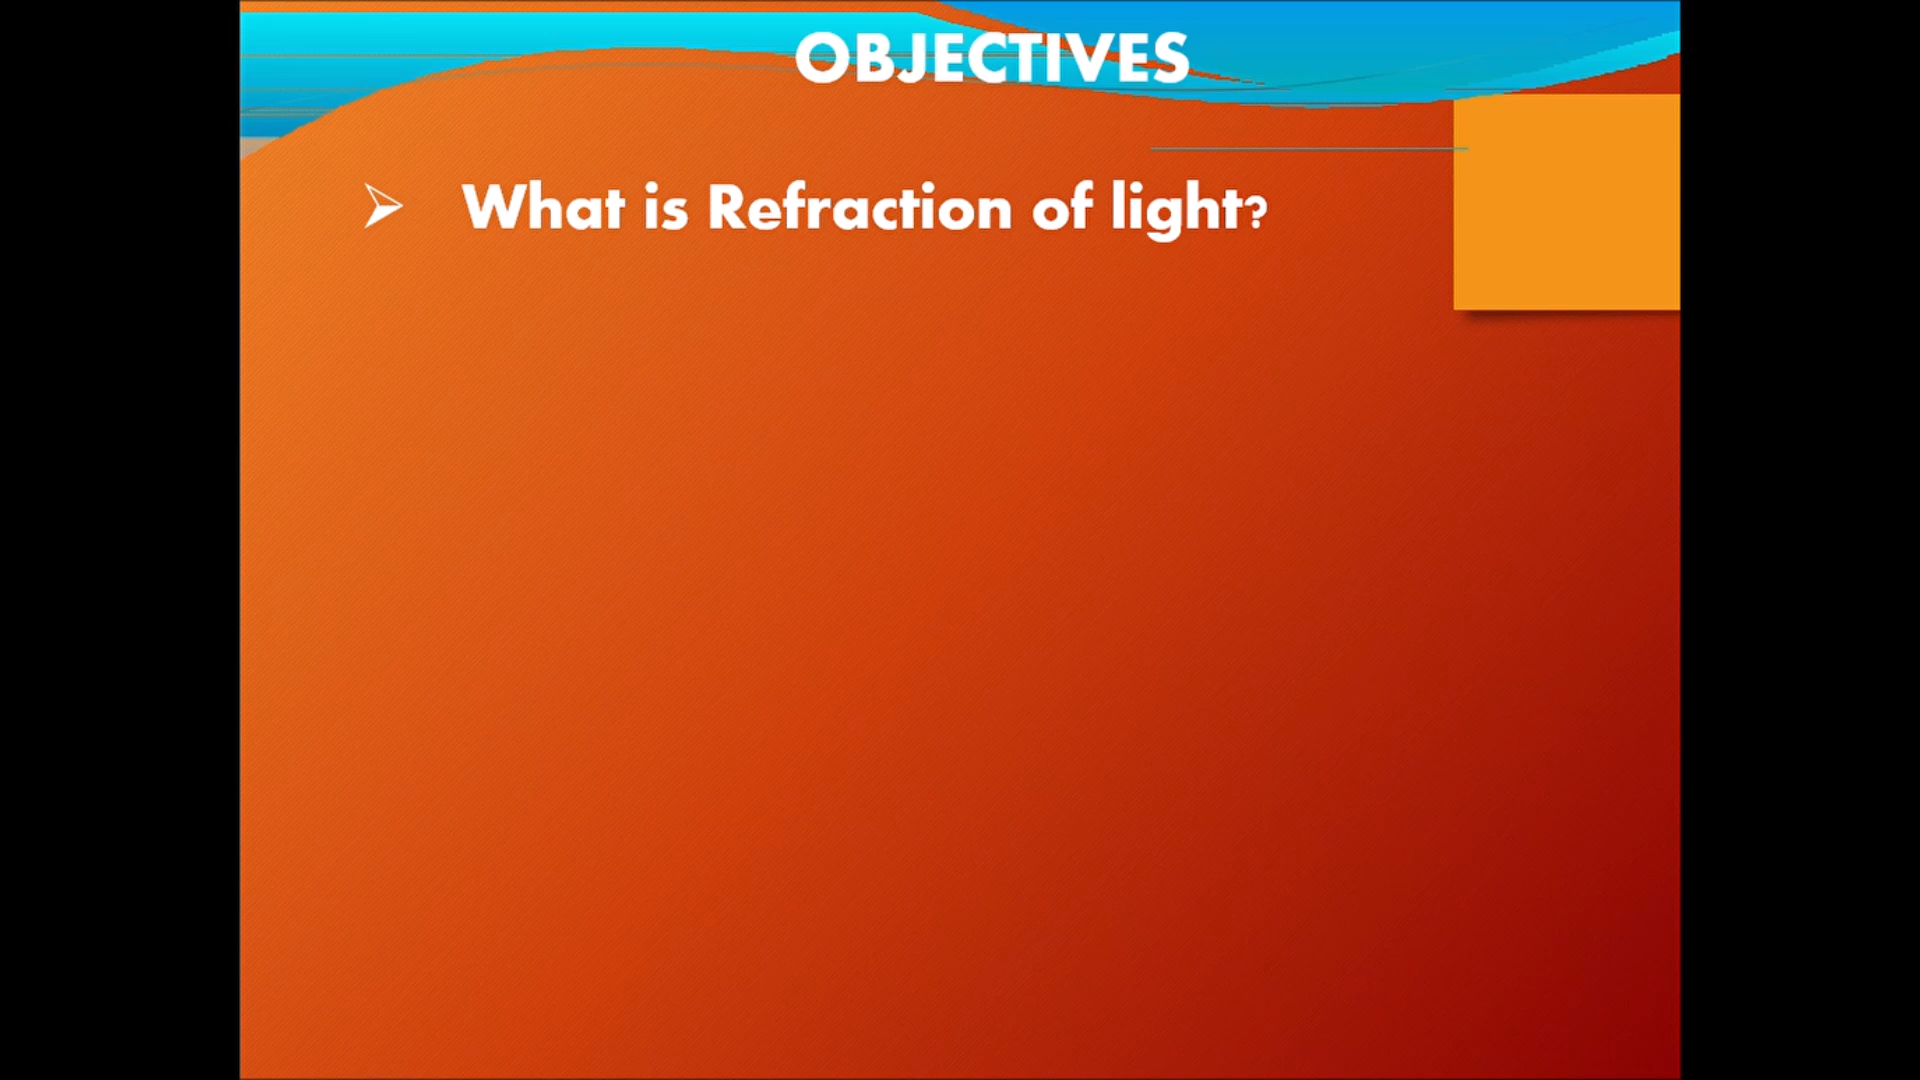 OBJECTIVES
➢ What is Refraction of light?